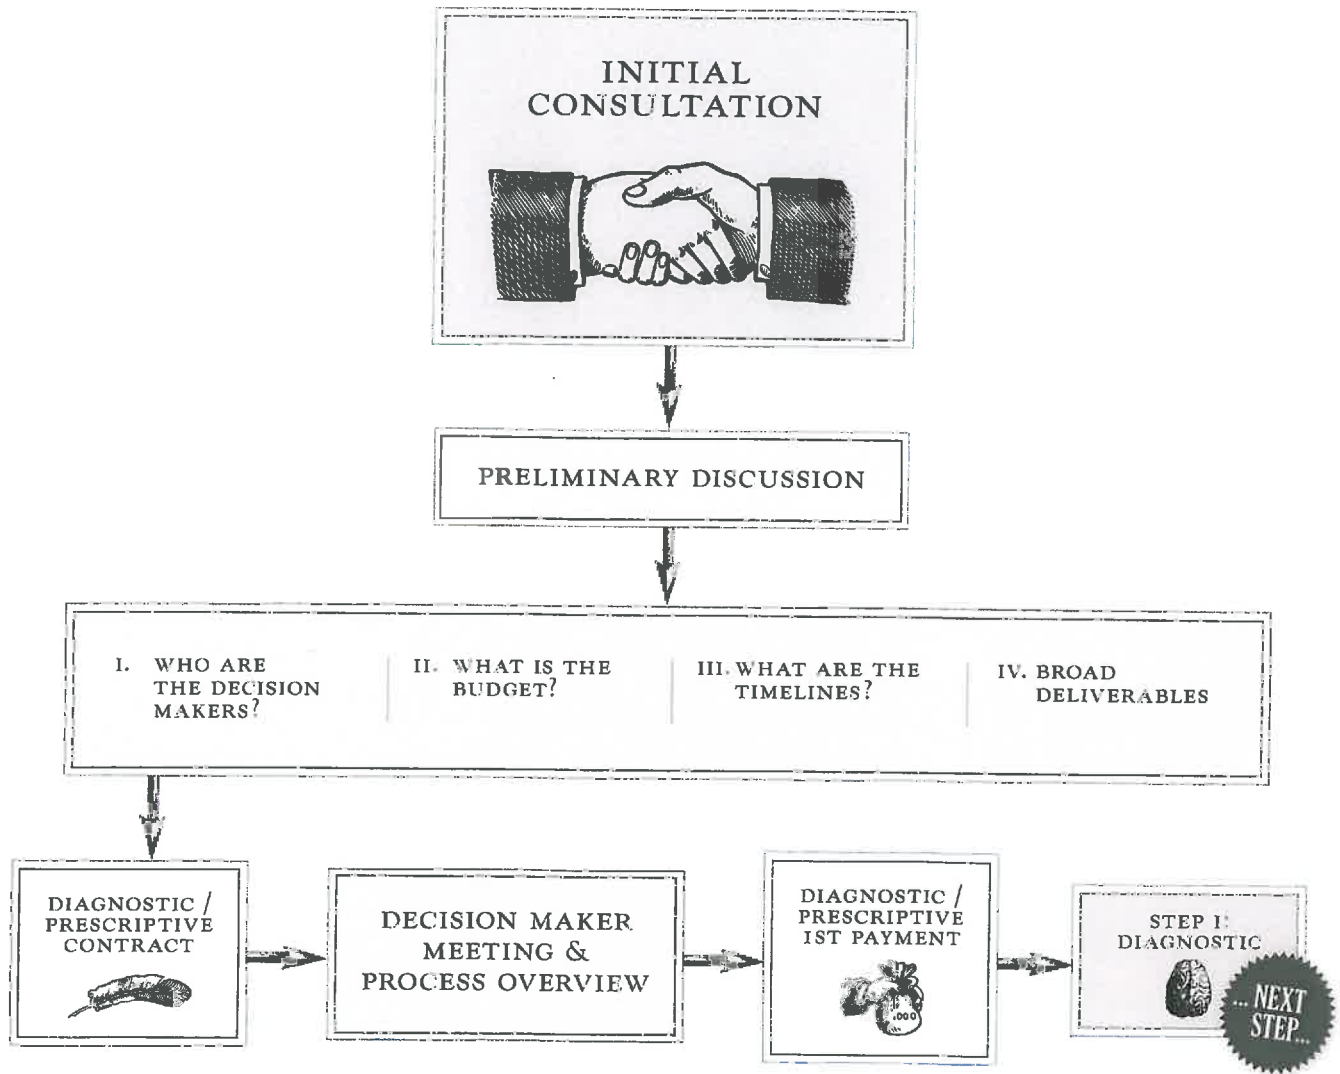 INITIAL
CONSULTATION
PRELIMINARY DISCUSSION
I. WHO ARE
THE DECISION
MAKERS?
II. WHAT IS THE
BUDGET?
III. WHAT ARE THE
TIMELINES?
IV. BROAD
DELIVERABLES
DIAGNOSTIC /
PRESCRIPTIVE
CONTRACT
DECISION MAKER
MEETING &
PROCESS OVERVIEW
DIAGNOSTIC /
PRESCRIPTIVE
1ST PAYMENT
.000
STEP 1:
DIAGNOSTIC
... NEXT
STEP...